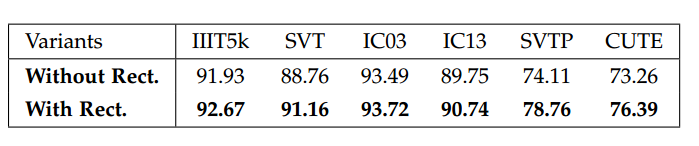 Variants IIIT5k SVT IC03 IC13 SVTP CUTE
Without Rect. 91.93 88.76 93.49 89.75 74.11 73.26
With Rect. 92.67 91.16 93.72 90.74 78.76 76.39